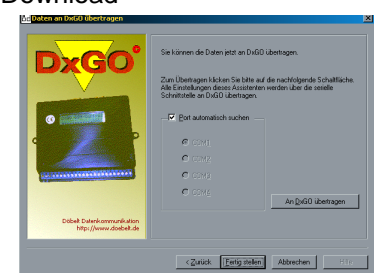 Download
Daten an DxGO übertragen
DxGO
Sie können die Daten jetzt an DxGO übertragen.
Zum Übertragen klicken Sie bitte auf die nachfolgende Schaltfläche.
Alle Einstellungen dieses Assistenten werden über die serielle
Schnittstelle an DxGO übertragen.
Port automatisch suchen
COM1
COM2
COM3
COM4
An DxGO übertragen
Döbelt Datenkommunikation
http://www.doebelt.de
< Zurück
Fertig stellen
Abbrechen
Hilfe